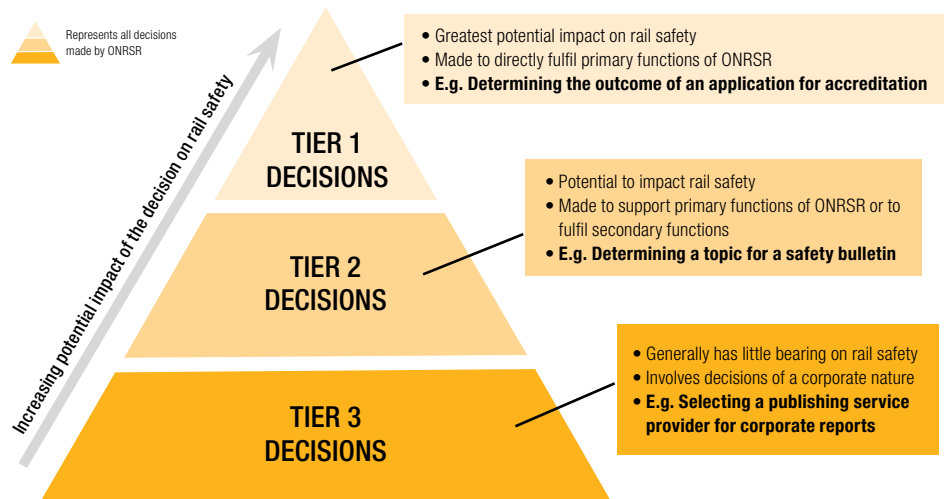 Represents all decisions
made by ONRSR
Increasing potential impact of the decision on rail safety
• Greatest potential impact on rail safety
• Made to directly fulfil primary functions of ONRSR
• E.g. Determining the outcome of an application for accreditation
TIER 1
DECISIONS
• Potential to impact rail safety
• Made to support primary functions of ONRSR or to
fulfil secondary functions
• E.g. Determining a topic for a safety bulletin
TIER 2
DECISIONS
• Generally has little bearing on rail safety
• Involves decisions of a corporate nature
• E.g. Selecting a publishing service
provider for corporate reports
TIER 3
DECISIONS